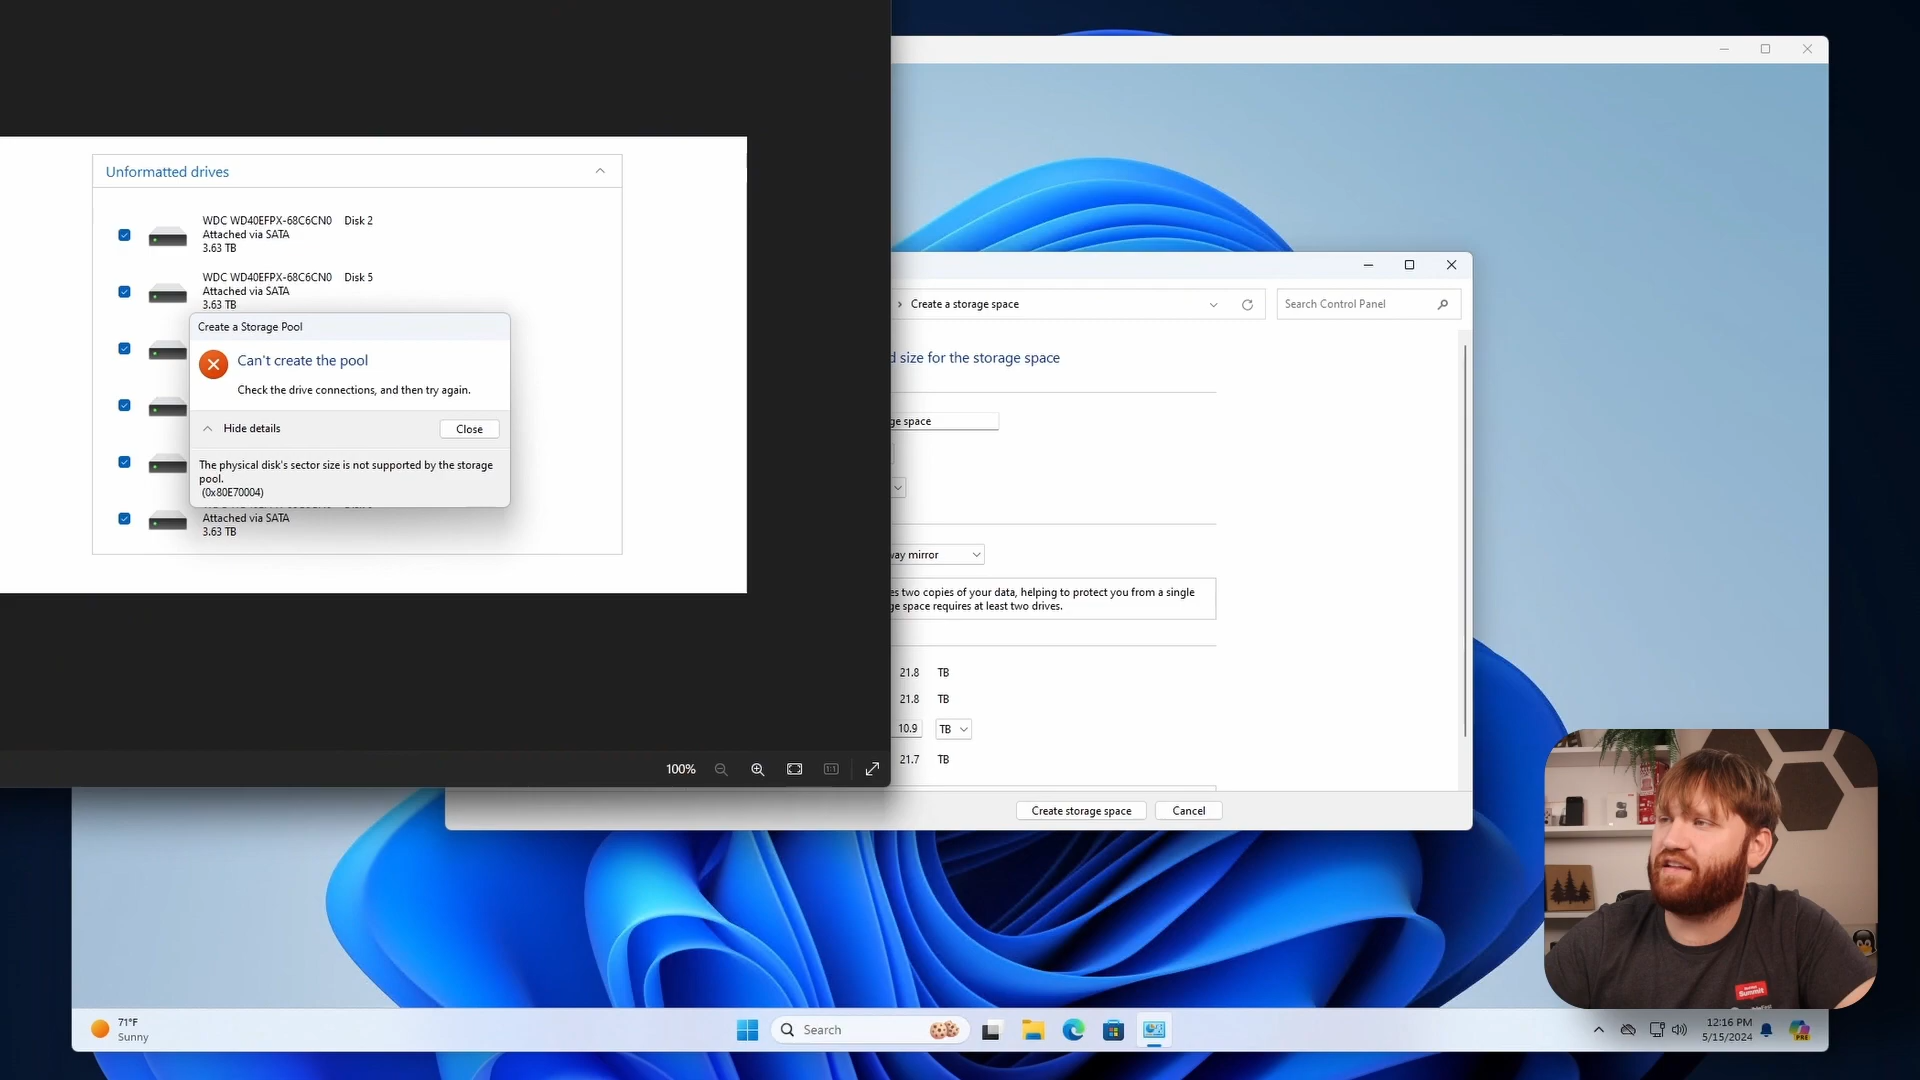 Unformatted drives
WDC WD40EFPX-68C6CN0 Disk 2
Attached via SATA
3.63 TB
WDC WD40EFPX-68C6CN0 Disk 5
Attached via SATA
3.63 TB
Create a Storage Pool
Can't create the pool
Check the drive connections, and then try again.
Hide details
Close
The physical disk's sector size is not supported by the storage
pool.
(0x80E70004)
Attached via SATA
3.63 TB
100%
1:1
› Create a storage space
Search Control Panel
d size for the storage space
ge space
way mirror
es two copies of your data, helping to protect you from a single
ge space requires at least two drives.
21.8 TB
21.8 TB
10.9 TB
21.7 TB
Create storage space
Cancel
Summit
71°F
Sunny
Search
12:16 PM
5/15/2024
PRE